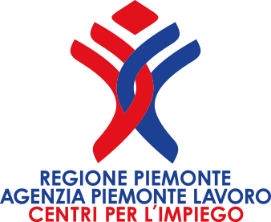 REGIONE PIEMONTE
AGENZIA PIEMONTE LAVORO
CENTRI PER L'IMPIEGO